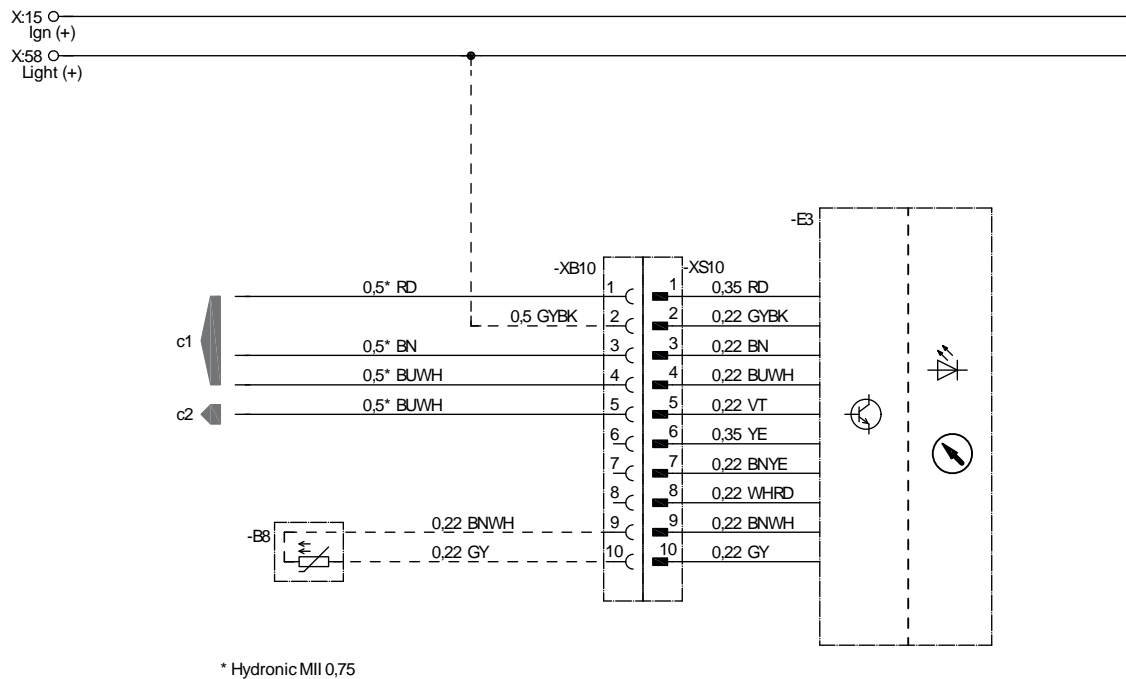 X:15
Ign (+)
X:58
Light (+)
-E3
-XB10
-XS10
0,5* RD
1
1
0,35 RD
0,5 GYBK
2
2
0,22 GYBK
c1
0,5* BN
3
3
0,22 BN
0,5* BUWH
4
4
0,22 BUWH
c2
0,5* BUWH
5
5
0,22 VT
6
6
0,35 YE
7
7
0,22 BNYE
8
8
0,22 WHRD
-B8
0,22 BNWH
9
9
0,22 BNWH
0,22 GY
10
10
0,22 GY
* Hydronic MII 0,75